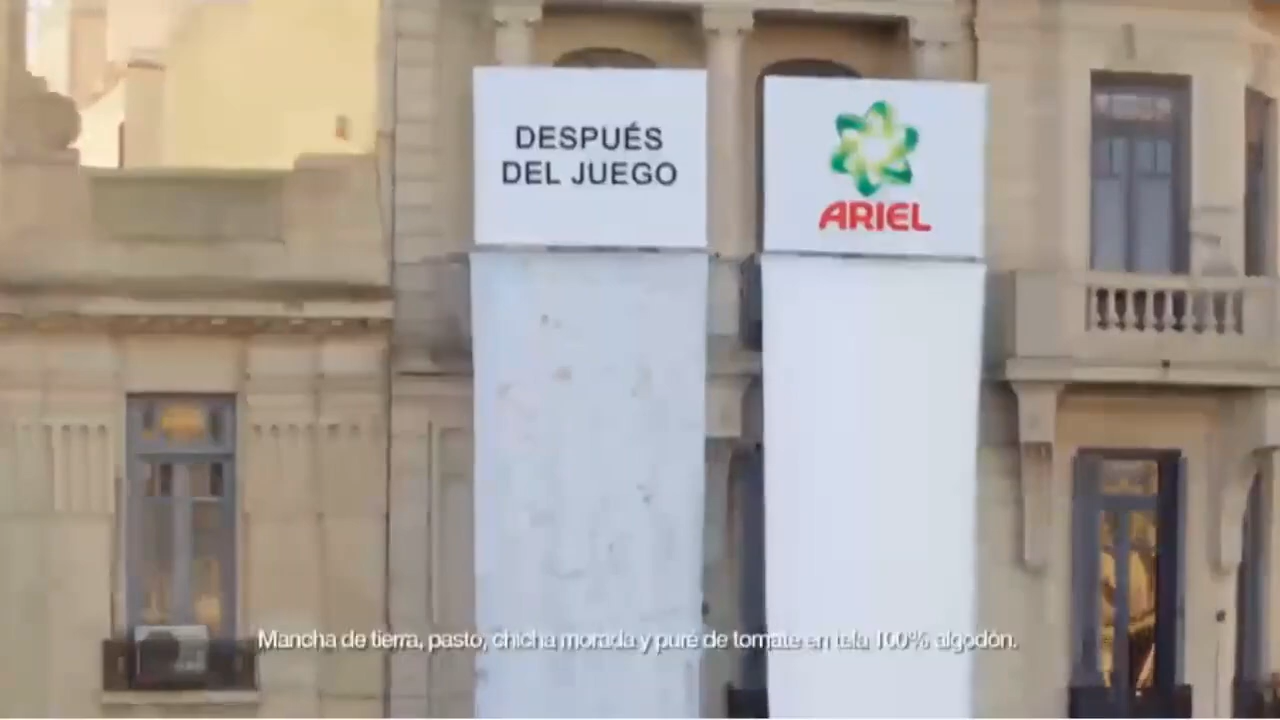 DESPUÉS
DEL JUEGO
ARIEL
Mancha de tierra, pasto, chicha morada y puré de tomate en tela 100% algodón.